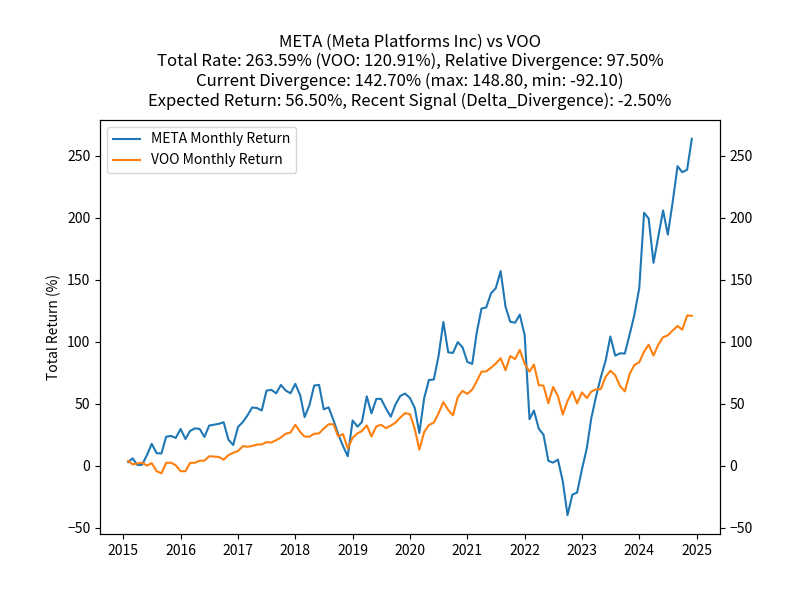 META (Meta Platforms Inc) vs VOO
Total Rate: 263.59% (VOO: 120.91%), Relative Divergence: 97.50%
Current Divergence: 142.70% (max: 148.80, min: -92.10)
Expected Return: 56.50%, Recent Signal (Delta_Divergence): -2.50%
META Monthly Return
VOO Monthly Return
Total Return (%)
250 250
200 200
150 150
100 100
50 50
0 0
−50 −50
2015 2016 2017 2018 2019 2020 2021 2022 2023 2024 2025